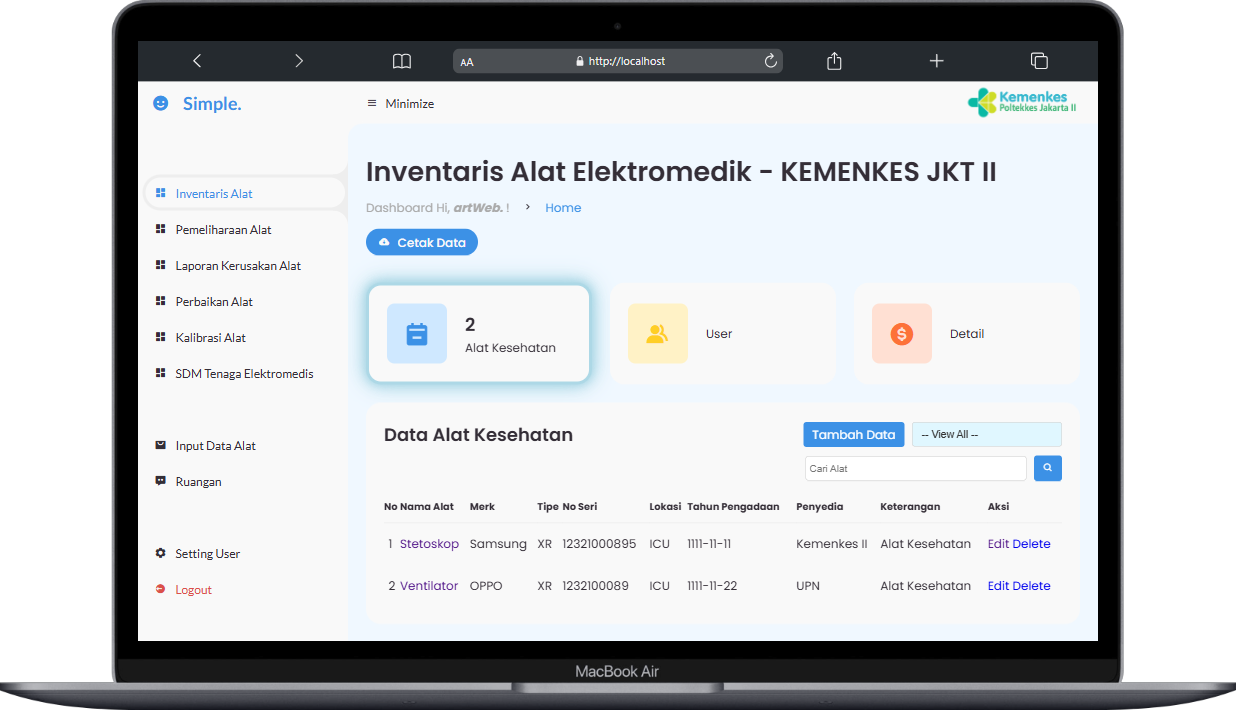 AA http://localhost
Simple.
≡ Minimize
Kemenkes
Poltekkes Jakarta II
Inventaris Alat
Pemeliharaan Alat
Laporan Kerusakan Alat
Perbaikan Alat
Kalibrasi Alat
SDM Tenaga Elektromedis
Input Data Alat
Ruangan
Setting User
Logout
Inventaris Alat Elektromedik - KEMENKES JKT II
Dashboard Hi, artWeb. ! > Home
Cetak Data
2
Alat Kesehatan
User
Detail
Data Alat Kesehatan
Tambah Data
-- View All --
Cari Alat
No Nama Alat Merk Tipe No Seri Lokasi Tahun Pengadaan Penyedia Keterangan Aksi
1 Stetoskop Samsung XR 12321000895 ICU 1111-11-11 Kemenkes II Alat Kesehatan Edit Delete
2 Ventilator OPPO XR 1232100089 ICU 1111-11-22 UPN Alat Kesehatan Edit Delete
MacBook Air